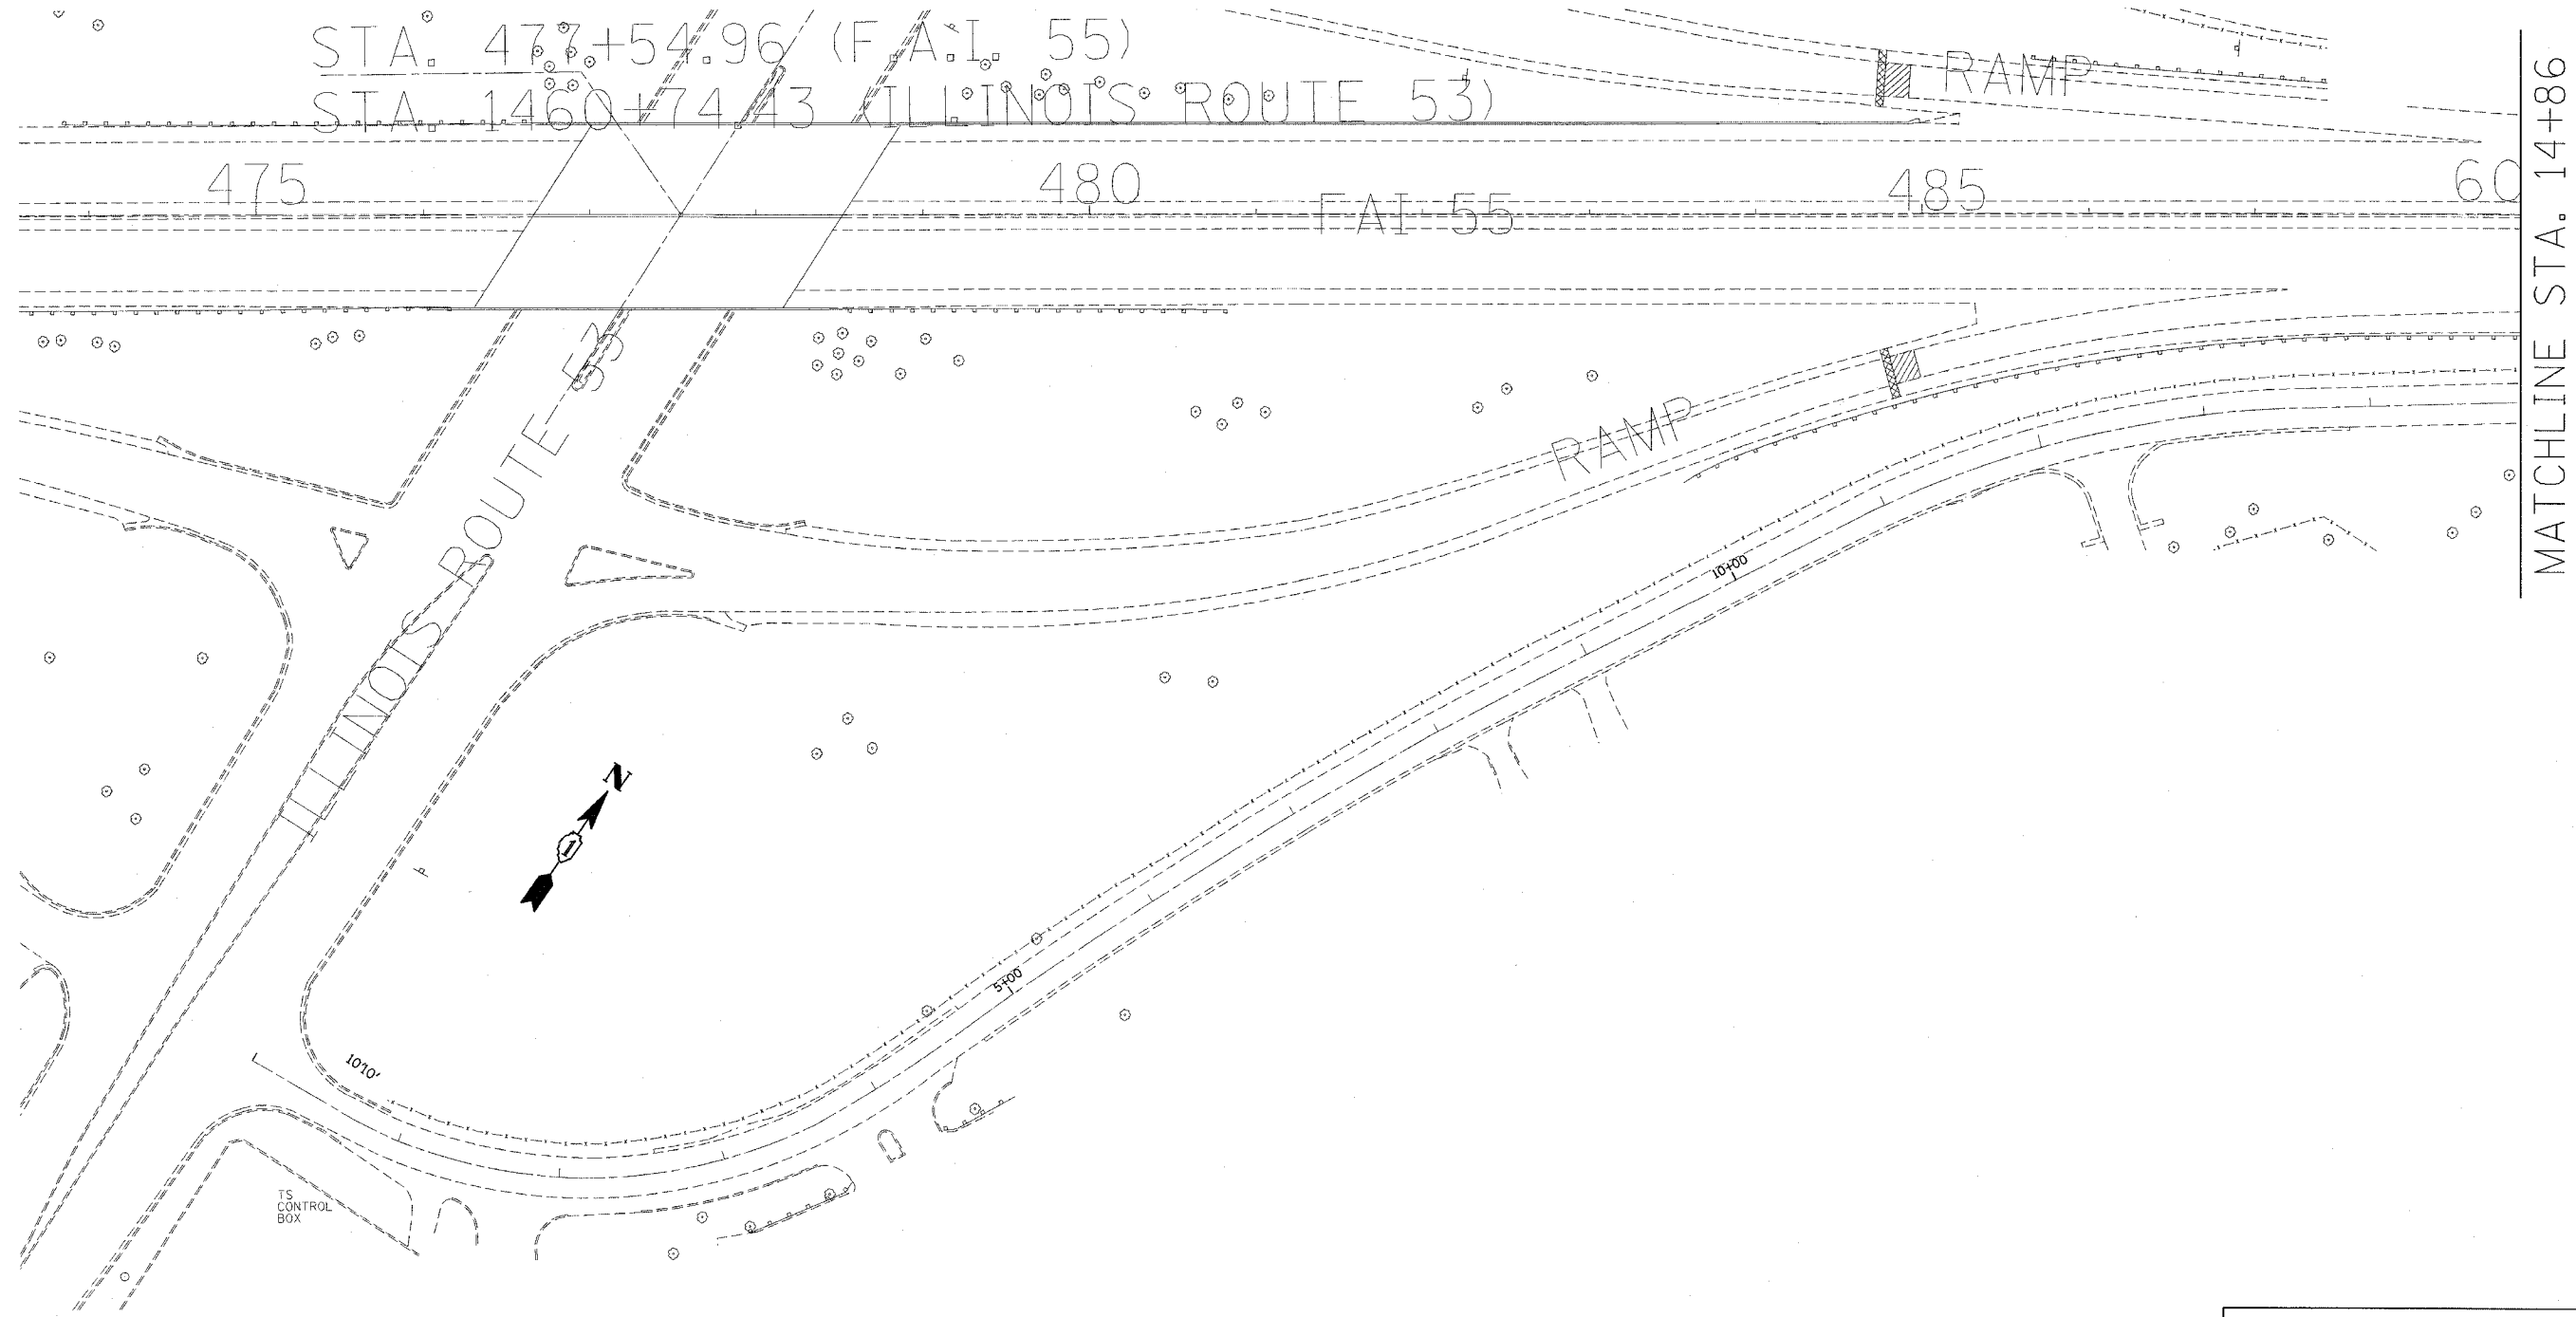 STA. 477+54.96 (F.A.I. 55)
STA. 1460+74.43 (ILLINOIS ROUTE 53)
RAMP
475
480
485
60
FAI 55
MATCHLINE STA. 14+86
ILLINOIS ROUTE 53
RAMP
10+00
N
1
5+00
10'10'
TS
CONTROL
BOX